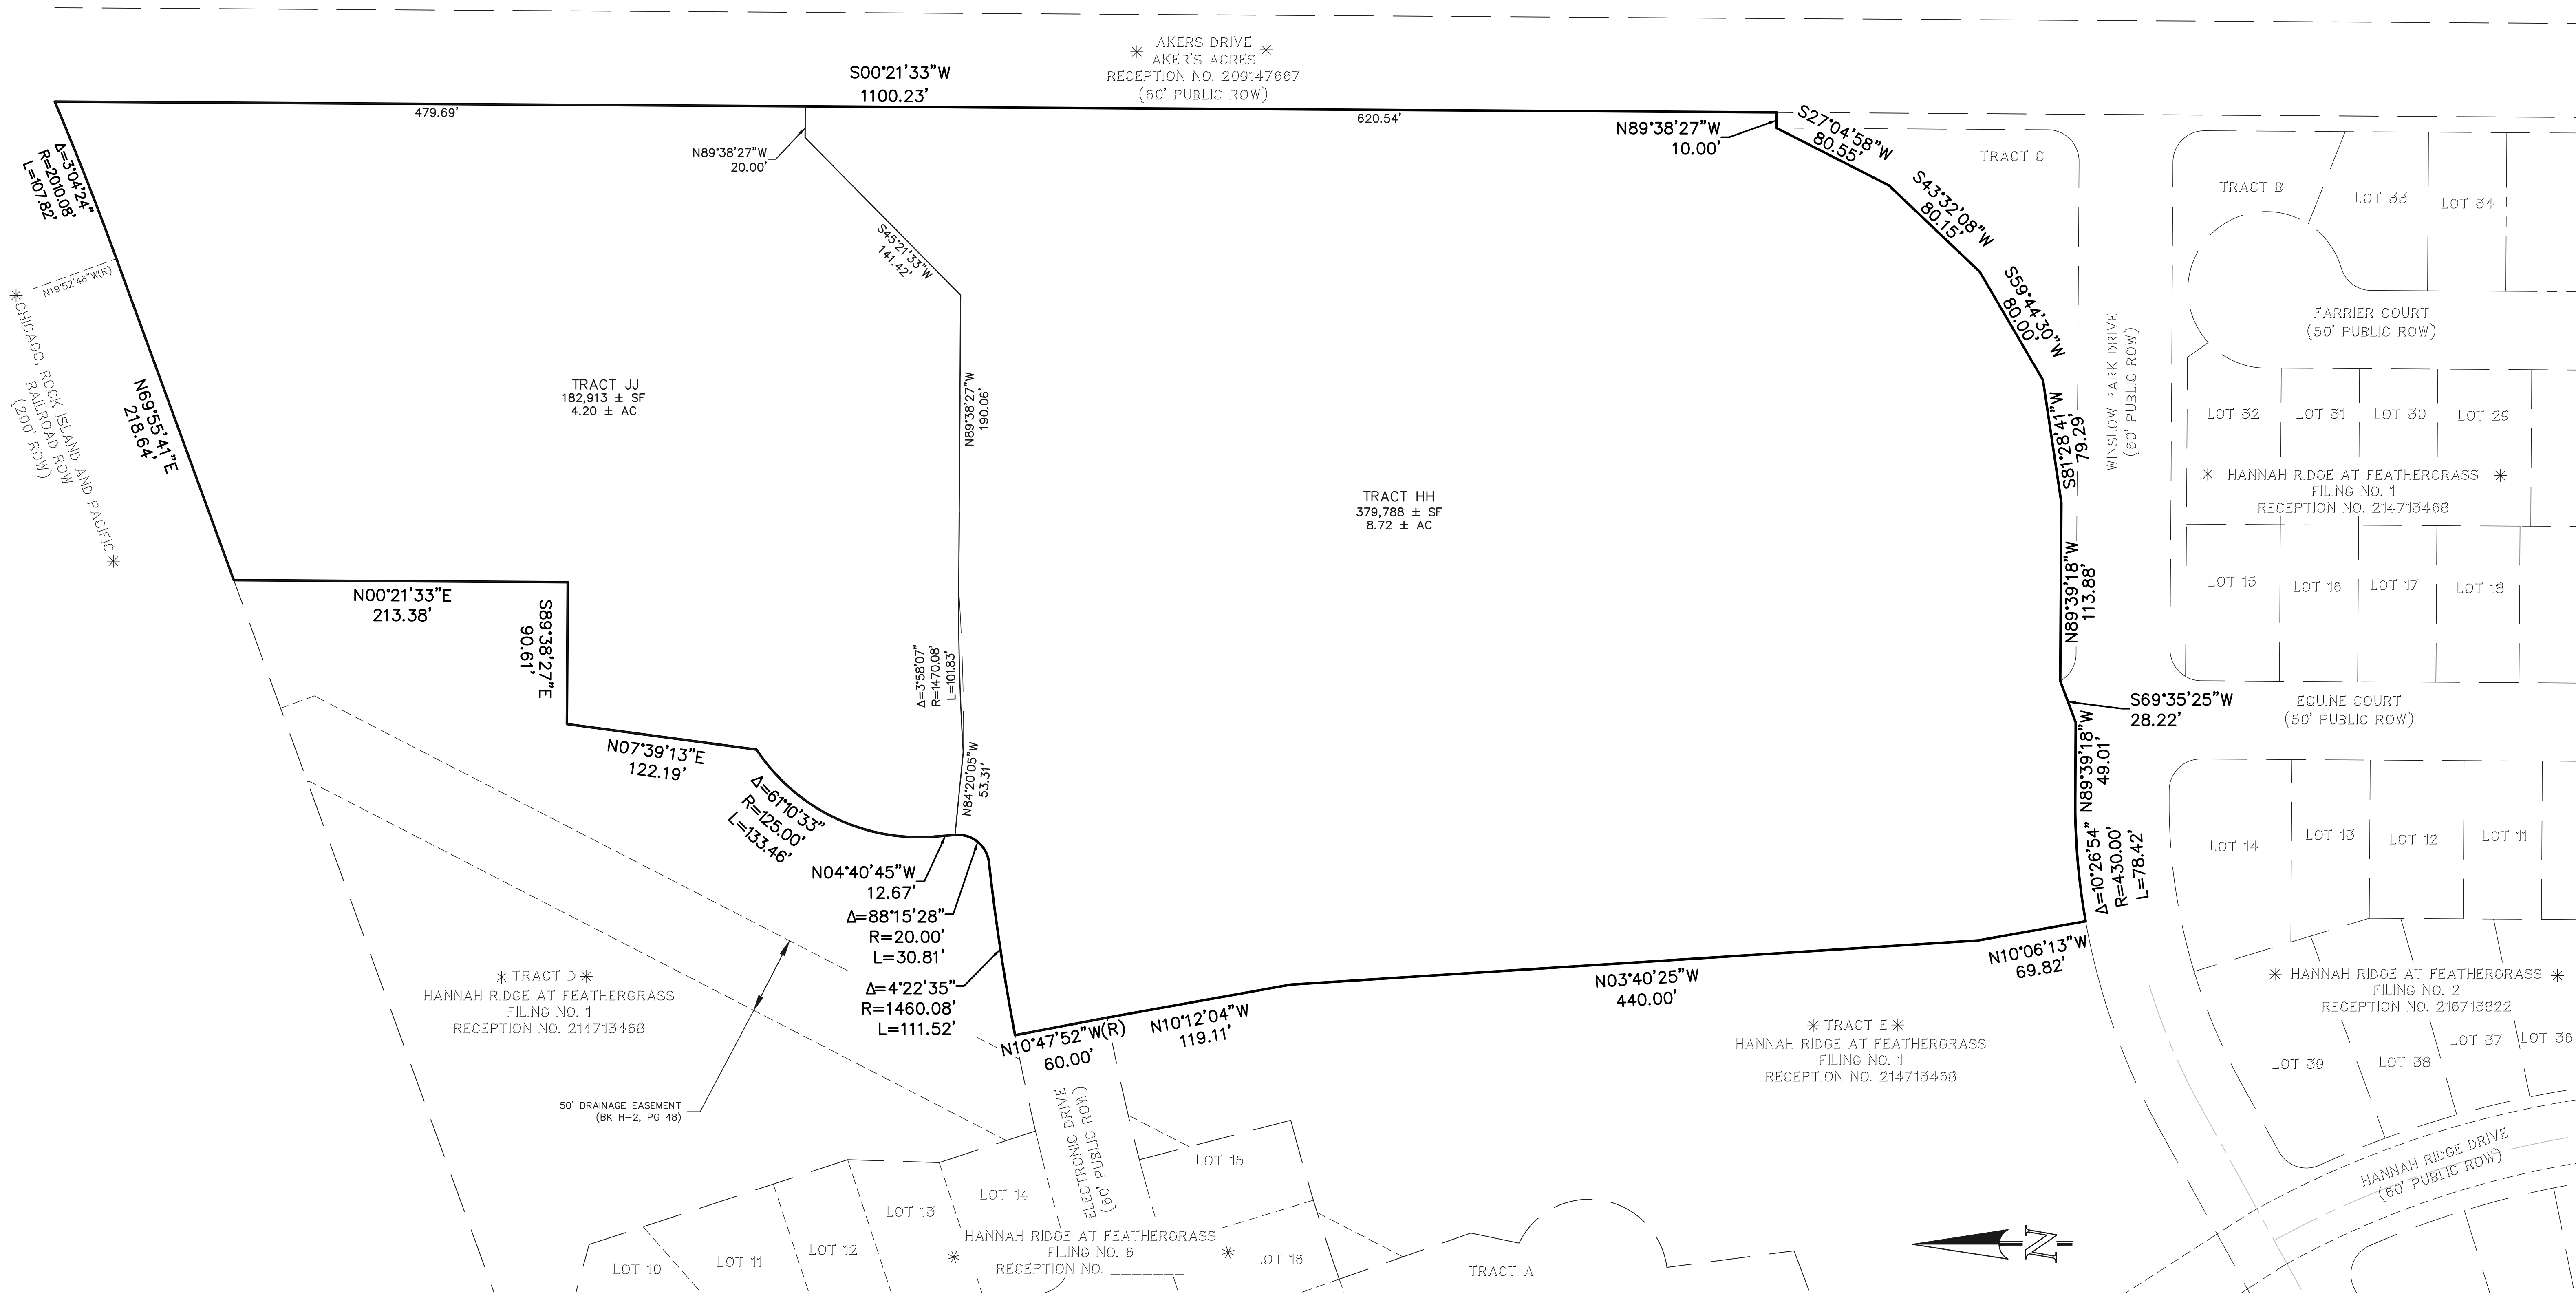 ✳ AKERS DRIVE ✳
AKER'S ACRES
RECEPTION NO. 209147667
(60' PUBLIC ROW)
S00°21'33"W
1100.23'
479.69'
620.54'
N89°38'27"W
20.00'
N89°38'27"W
10.00'
S27°04'58"W
80.55'
S43°32'08"W
80.15'
S59°44'30"W
80.00'
S81°28'41"W
79.29'
N89°39'18"W
113.88'
S69°35'25"W
28.22'
N89°39'18"W
49.01'
Δ=10°26'54"
R=430.00'
L=78.42'
N10°06'13"W
69.82'
N03°40'25"W
440.00'
N10°12'04"W
119.11'
N10°47'52"W(R)
60.00'
Δ=4°22'35"
R=1460.08'
L=111.52'
Δ=88°15'28"
R=20.00'
L=30.81'
N04°40'45"W
12.67'
Δ=61°10'33"
R=125.00'
L=133.46'
N07°39'13"E
122.19'
S89°38'27"E
90.61'
N00°21'33"E
213.38'
N69°55'41"E
218.64'
N19°52'46"W(R)
Δ=3°04'24"
R=2010.08'
L=107.82'
✳CHICAGO, ROCK ISLAND AND PACIFIC✳
RAILROAD ROW
(200' ROW)
S45°21'33"W
141.42'
N89°38'27"W
190.06'
Δ=3°58'07"
R=1470.08'
L=101.83'
N84°20'05"W
53.31'
TRACT JJ
182,913 ± SF
4.20 ± AC
TRACT HH
379,788 ± SF
8.72 ± AC
TRACT C
TRACT B
LOT 33
LOT 34
FARRIER COURT
(50' PUBLIC ROW)
WINSLOW PARK DRIVE
(60' PUBLIC ROW)
LOT 32
LOT 31
LOT 30
LOT 29
✳ HANNAH RIDGE AT FEATHERGRASS ✳
FILING NO. 1
RECEPTION NO. 214713468
LOT 15
LOT 16
LOT 17
LOT 18
EQUINE COURT
(50' PUBLIC ROW)
LOT 14
LOT 13
LOT 12
LOT 11
✳ HANNAH RIDGE AT FEATHERGRASS ✳
FILING NO. 2
RECEPTION NO. 216713822
LOT 39
LOT 38
LOT 37
LOT 36
HANNAH RIDGE DRIVE
(60' PUBLIC ROW)
✳TRACT D✳
HANNAH RIDGE AT FEATHERGRASS
FILING NO. 1
RECEPTION NO. 214713468
50' DRAINAGE EASEMENT
(BK H-2, PG 48)
✳TRACT E✳
HANNAH RIDGE AT FEATHERGRASS
FILING NO. 1
RECEPTION NO. 214713468
ELECTRONIC DRIVE
(60' PUBLIC ROW)
LOT 10
LOT 11
LOT 12
LOT 13
LOT 14
LOT 15
LOT 16
✳ HANNAH RIDGE AT FEATHERGRASS ✳
FILING NO. 6
RECEPTION NO. _______
TRACT A
N